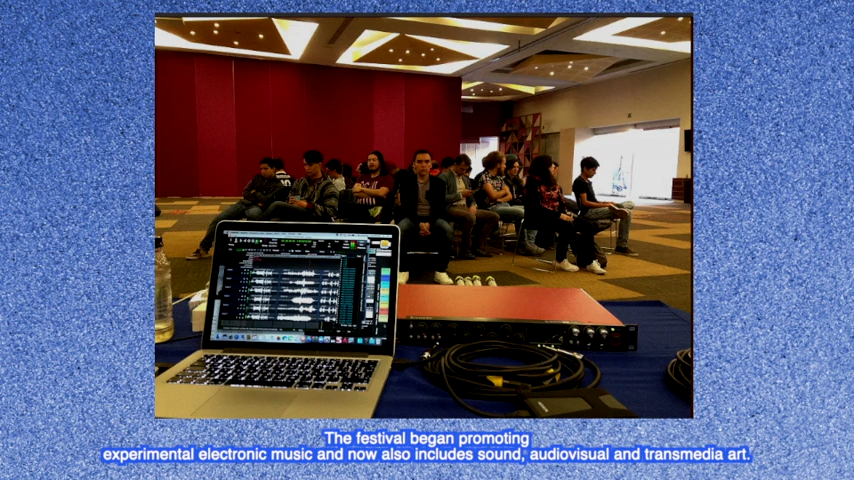 The festival began promoting
experimental electronic music and now also includes sound, audiovisual and transmedia art.